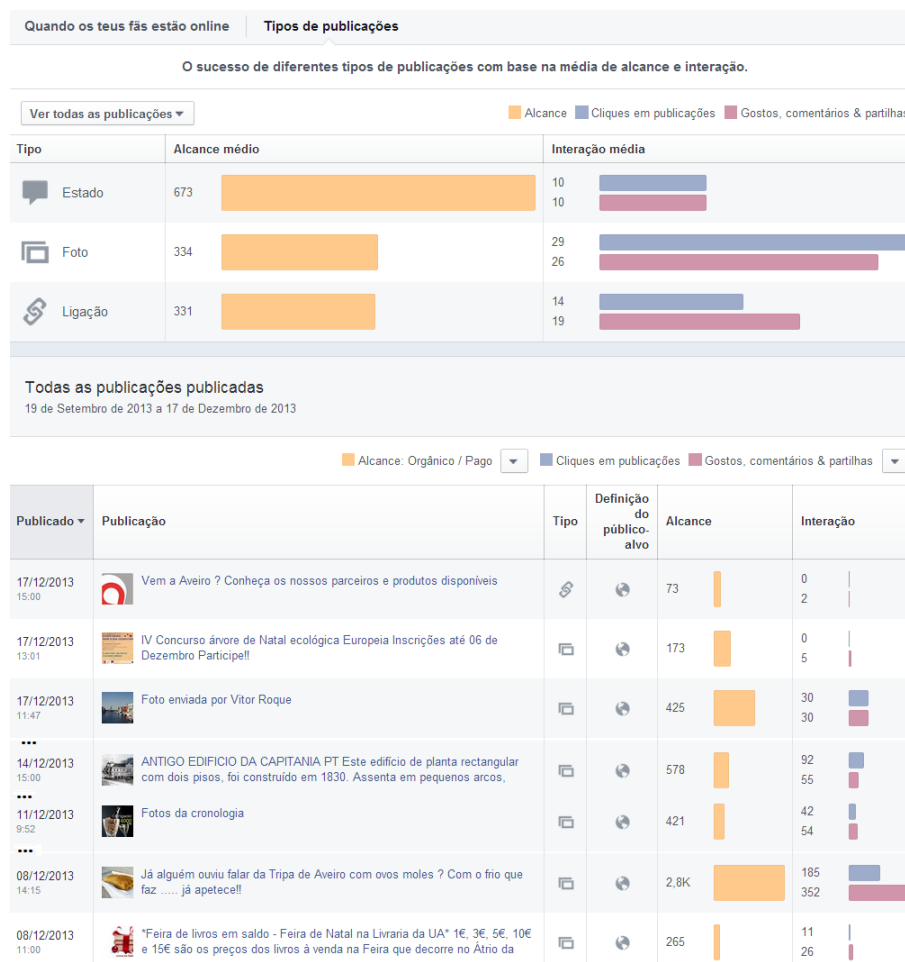 Quando os teus fãs estão online Tipos de publicações
O sucesso de diferentes tipos de publicações com base na média de alcance e interação.
Ver todas as publicações Alcance Cliques em publicações Gostos, comentários & partilhas
Tipo Alcance médio Interação média
Estado 673 10
10
Foto 334 29
26
Ligação 331 14
19
Todas as publicações publicadas
19 de Setembro de 2013 a 17 de Dezembro de 2013
Alcance: Orgânico / Pago Cliques em publicações Gostos, comentários & partilhas
Publicado Publicação Tipo Definição do público-alvo Alcance Interação
17/12/2013 Vem a Aveiro ? Conheça os nossos parceiros e produtos disponíveis 73 0
15:00 2
17/12/2013 IV Concurso árvore de Natal ecológica Europeia Inscrições até 06 de 173 0
13:01 Dezembro Participe!! 5
17/12/2013 Foto enviada por Vitor Roque 425 30
11:47 30
...
14/12/2013 ANTIGO EDIFICIO DA CAPITANIA PT Este edifício de planta rectangular 578 92
15:00 com dois pisos, foi construído em 1830. Assenta em pequenos arcos, 55
...
11/12/2013 Fotos da cronologia 421 42
9:52 54
...
08/12/2013 Já alguém ouviu falar da Tripa de Aveiro com ovos moles ? Com o frio que 2,8K 185
14:15 faz ..... já apetece!! 352
08/12/2013 *Feira de livros em saldo - Feira de Natal na Livraria da UA* 1€, 3€, 5€, 10€ 265 11
11:00 e 15€ são os preços dos livros à venda na Feira que decorre no Átrio da 26